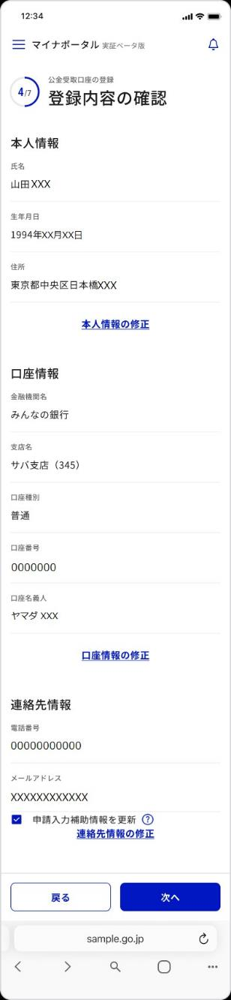 12:34
マイナポータル 実証ベータ版
公金受取口座の登録
4/7
登録内容の確認
本人情報
氏名
山田XXX
生年月日
1994年XX月XX日
住所
東京都中央区日本橋XXX
本人情報の修正
口座情報
金融機関名
みんなの銀行
支店名
サバ支店（345）
口座種別
普通
口座番号
0000000
口座名義人
ヤマダ XXX
口座情報の修正
連絡先情報
電話番号
00000000000
メールアドレス
XXXXXXXXXXXX
申請入力補助情報を更新 ?
連絡先情報の修正
戻る 次へ
sample.go.jp